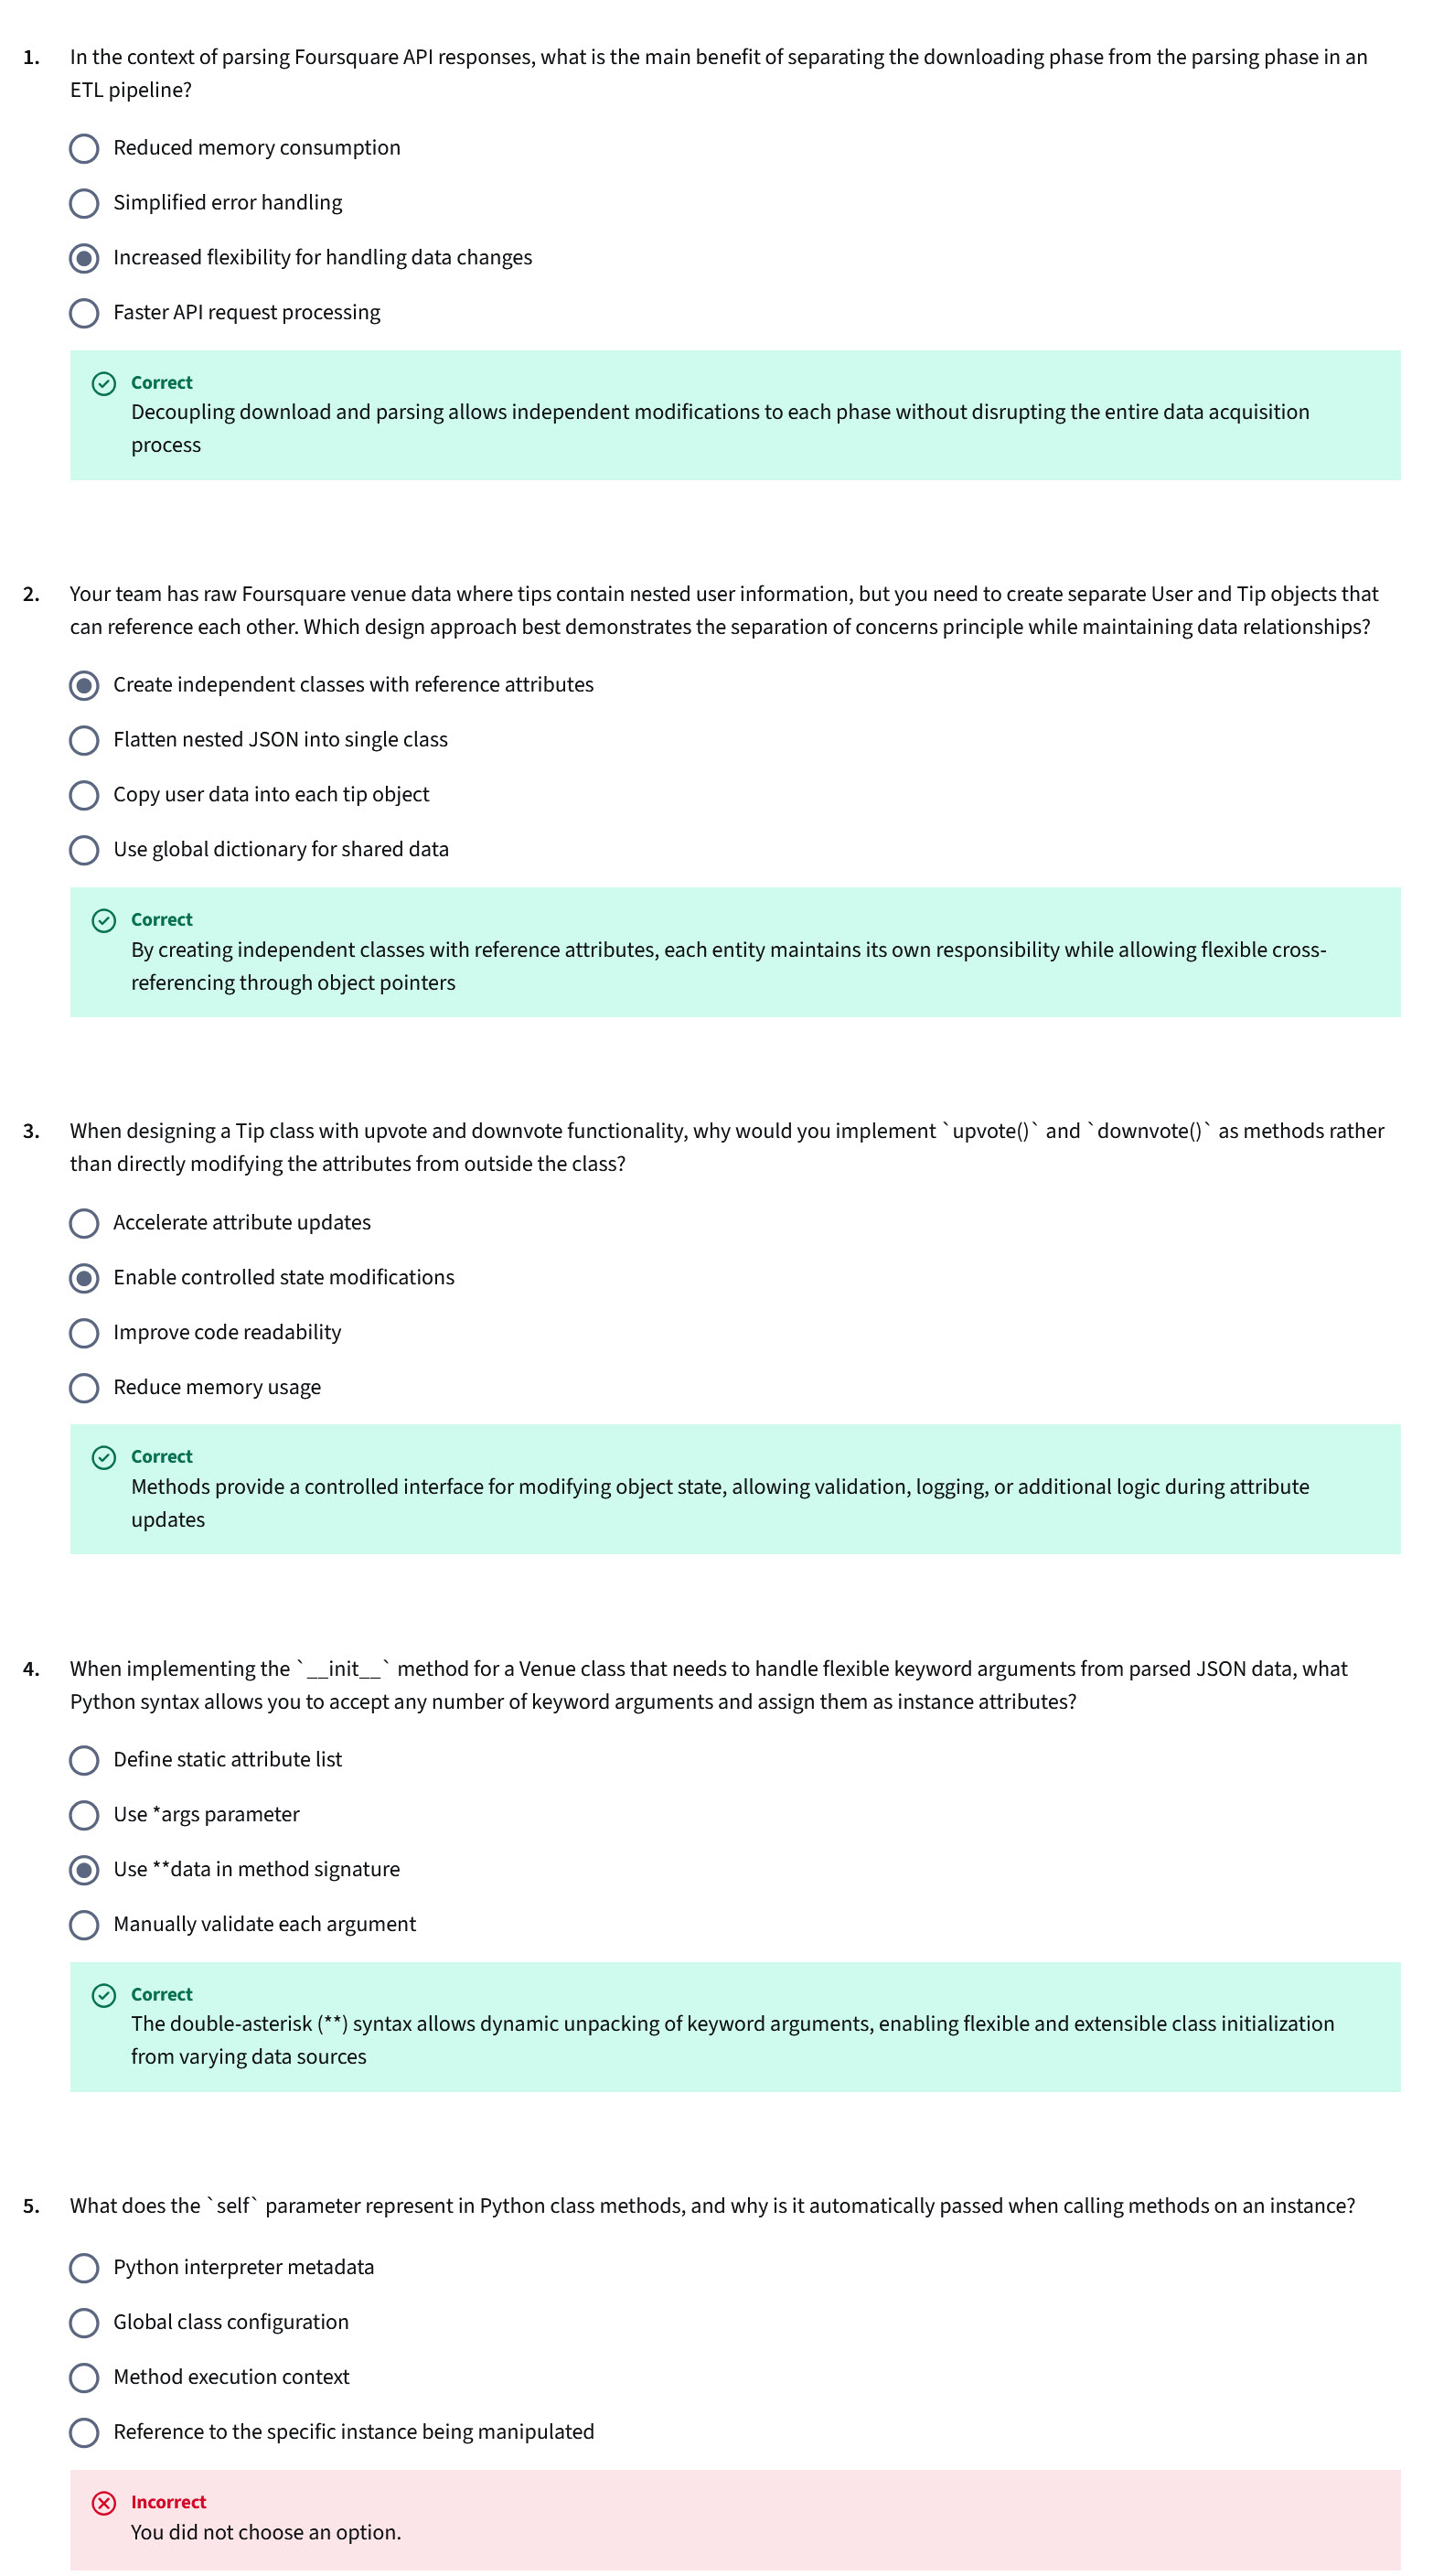 1. In the context of parsing Foursquare API responses, what is the main benefit of separating the downloading phase from the parsing phase in an
ETL pipeline?
Reduced memory consumption
Simplified error handling
Increased flexibility for handling data changes
Faster API request processing
Correct
Decoupling download and parsing allows independent modifications to each phase without disrupting the entire data acquisition
process
2. Your team has raw Foursquare venue data where tips contain nested user information, but you need to create separate User and Tip objects that
can reference each other. Which design approach best demonstrates the separation of concerns principle while maintaining data relationships?
Create independent classes with reference attributes
Flatten nested JSON into single class
Copy user data into each tip object
Use global dictionary for shared data
Correct
By creating independent classes with reference attributes, each entity maintains its own responsibility while allowing flexible cross-
referencing through object pointers
3. When designing a Tip class with upvote and downvote functionality, why would you implement `upvote()` and `downvote()` as methods rather
than directly modifying the attributes from outside the class?
Accelerate attribute updates
Enable controlled state modifications
Improve code readability
Reduce memory usage
Correct
Methods provide a controlled interface for modifying object state, allowing validation, logging, or additional logic during attribute
updates
4. When implementing the `__init__` method for a Venue class that needs to handle flexible keyword arguments from parsed JSON data, what
Python syntax allows you to accept any number of keyword arguments and assign them as instance attributes?
Define static attribute list
Use *args parameter
Use **data in method signature
Manually validate each argument
Correct
The double-asterisk (**) syntax allows dynamic unpacking of keyword arguments, enabling flexible and extensible class initialization
from varying data sources
5. What does the `self` parameter represent in Python class methods, and why is it automatically passed when calling methods on an instance?
Python interpreter metadata
Global class configuration
Method execution context
Reference to the specific instance being manipulated
Incorrect
You did not choose an option.